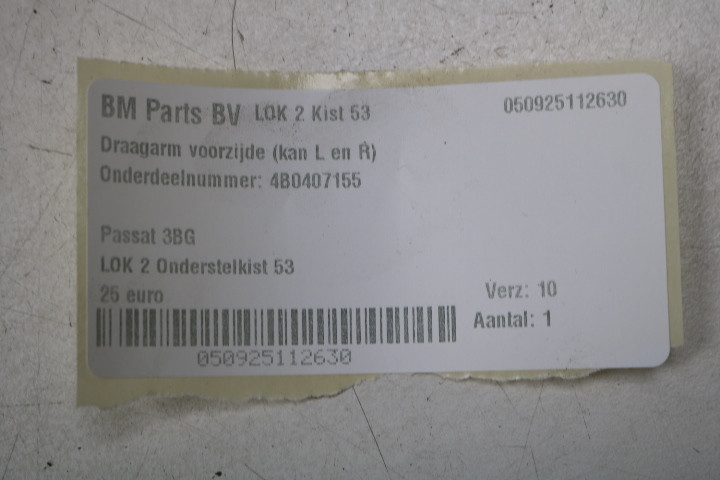 BM Parts BV LOK 2 Kist 53 050925112630
Draagarm voorzijde (kan L en R)
Onderdeelnummer: 4B0407155
Passat 3BG
LOK 2 Onderstelkist 53
25 euro Verz: 10
Aantal: 1
050925112630